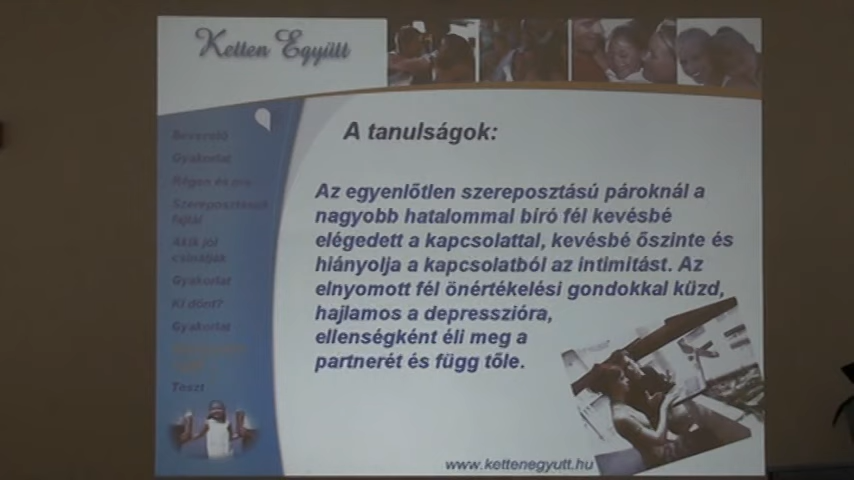 Ketten Együtt
Bevezető
Gyakorlat
Régen és ma
Szereposztások
fajtái
Akik jól
csinálják
Gyakorlat
Ki dönt?
Gyakorlat
Teszt
A tanulságok:
Az egyenlőtlen szereposztású pároknál a
nagyobb hatalommal bíró fél kevésbé
elégedett a kapcsolattal, kevésbé őszinte és
hiányolja a kapcsolatból az intimitást. Az
elnyomott fél önértékelési gondokkal küzd,
hajlamos a depresszióra,
ellenségként éli meg a
partnerét és függ tőle.
www.kettenegyutt.hu